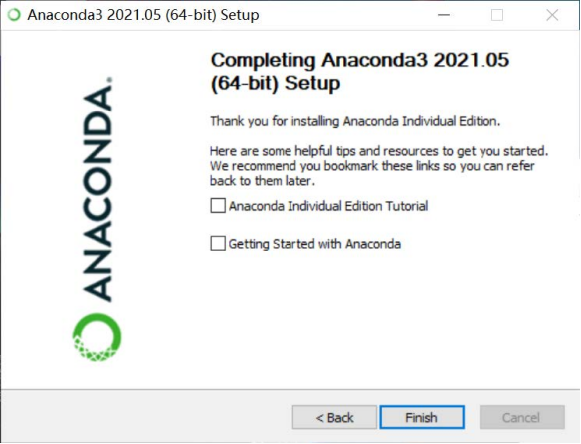 Anaconda3 2021.05 (64-bit) Setup
Completing Anaconda3 2021.05
(64-bit) Setup
Thank you for installing Anaconda Individual Edition.
Here are some helpful tips and resources to get you started.
We recommend you bookmark these links so you can refer
back to them later.
Anaconda Individual Edition Tutorial
Getting Started with Anaconda
ANACONDA.
< Back
Finish
Cancel